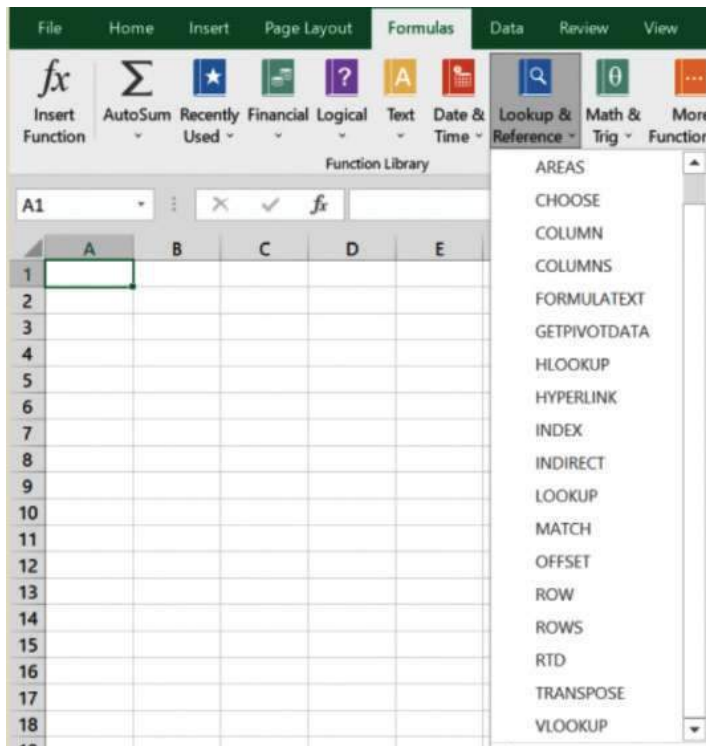 File Home Insert Page Layout Formulas Data Review View
fx Σ ? A θ
Insert Function
AutoSum
Recently Used
Financial
Logical
Text
Date & Time
Lookup & Reference
Math & Trig
More
Function
Function Library
A1 fx
A B C D E
1
2
3
4
5
6
7
8
9
10
11
12
13
14
15
16
17
18
AREAS
CHOOSE
COLUMN
COLUMNS
FORMULATEXT
GETPIVOTDATA
HLOOKUP
HYPERLINK
INDEX
INDIRECT
LOOKUP
MATCH
OFFSET
ROW
ROWS
RTD
TRANSPOSE
VLOOKUP